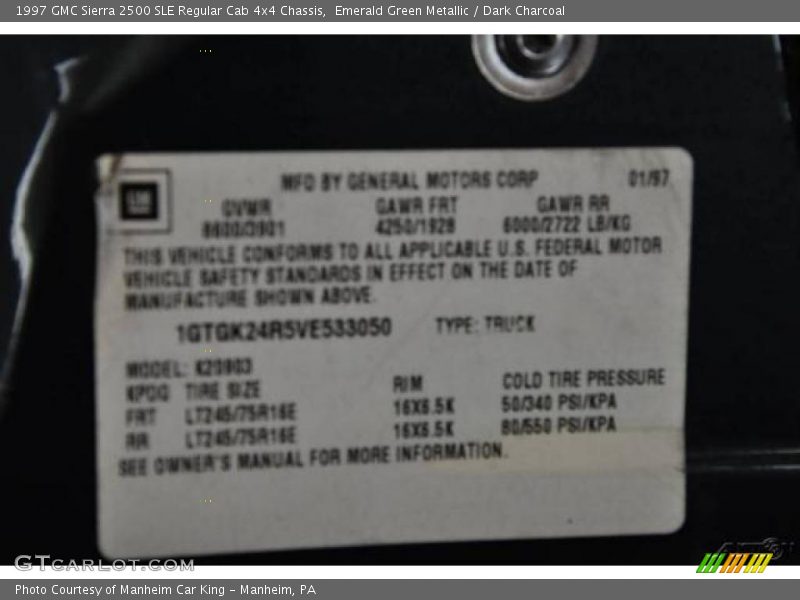 1997 GMC Sierra 2500 SLE Regular Cab 4x4 Chassis, Emerald Green Metallic / Dark Charcoal
MFD BY GENERAL MOTORS CORP 01/97
GM
GVWR GAWR FRT GAWR RR
8600/3901 4250/1928 6000/2722 LB/KG
THIS VEHICLE CONFORMS TO ALL APPLICABLE U.S. FEDERAL MOTOR
VEHICLE SAFETY STANDARDS IN EFFECT ON THE DATE OF
MANUFACTURE SHOWN ABOVE.
1GTGK24R5VE533050 TYPE: TRUCK
MODEL: K20903
TIRE SIZE RIM COLD TIRE PRESSURE
FRT LT245/75R16E 16X6.5K 50/340 PSI/KPA
RR LT245/75R16E 16X6.5K 80/550 PSI/KPA
SEE OWNER'S MANUAL FOR MORE INFORMATION.
GTcarlot.com
Photo Courtesy of Manheim Car King - Manheim, PA